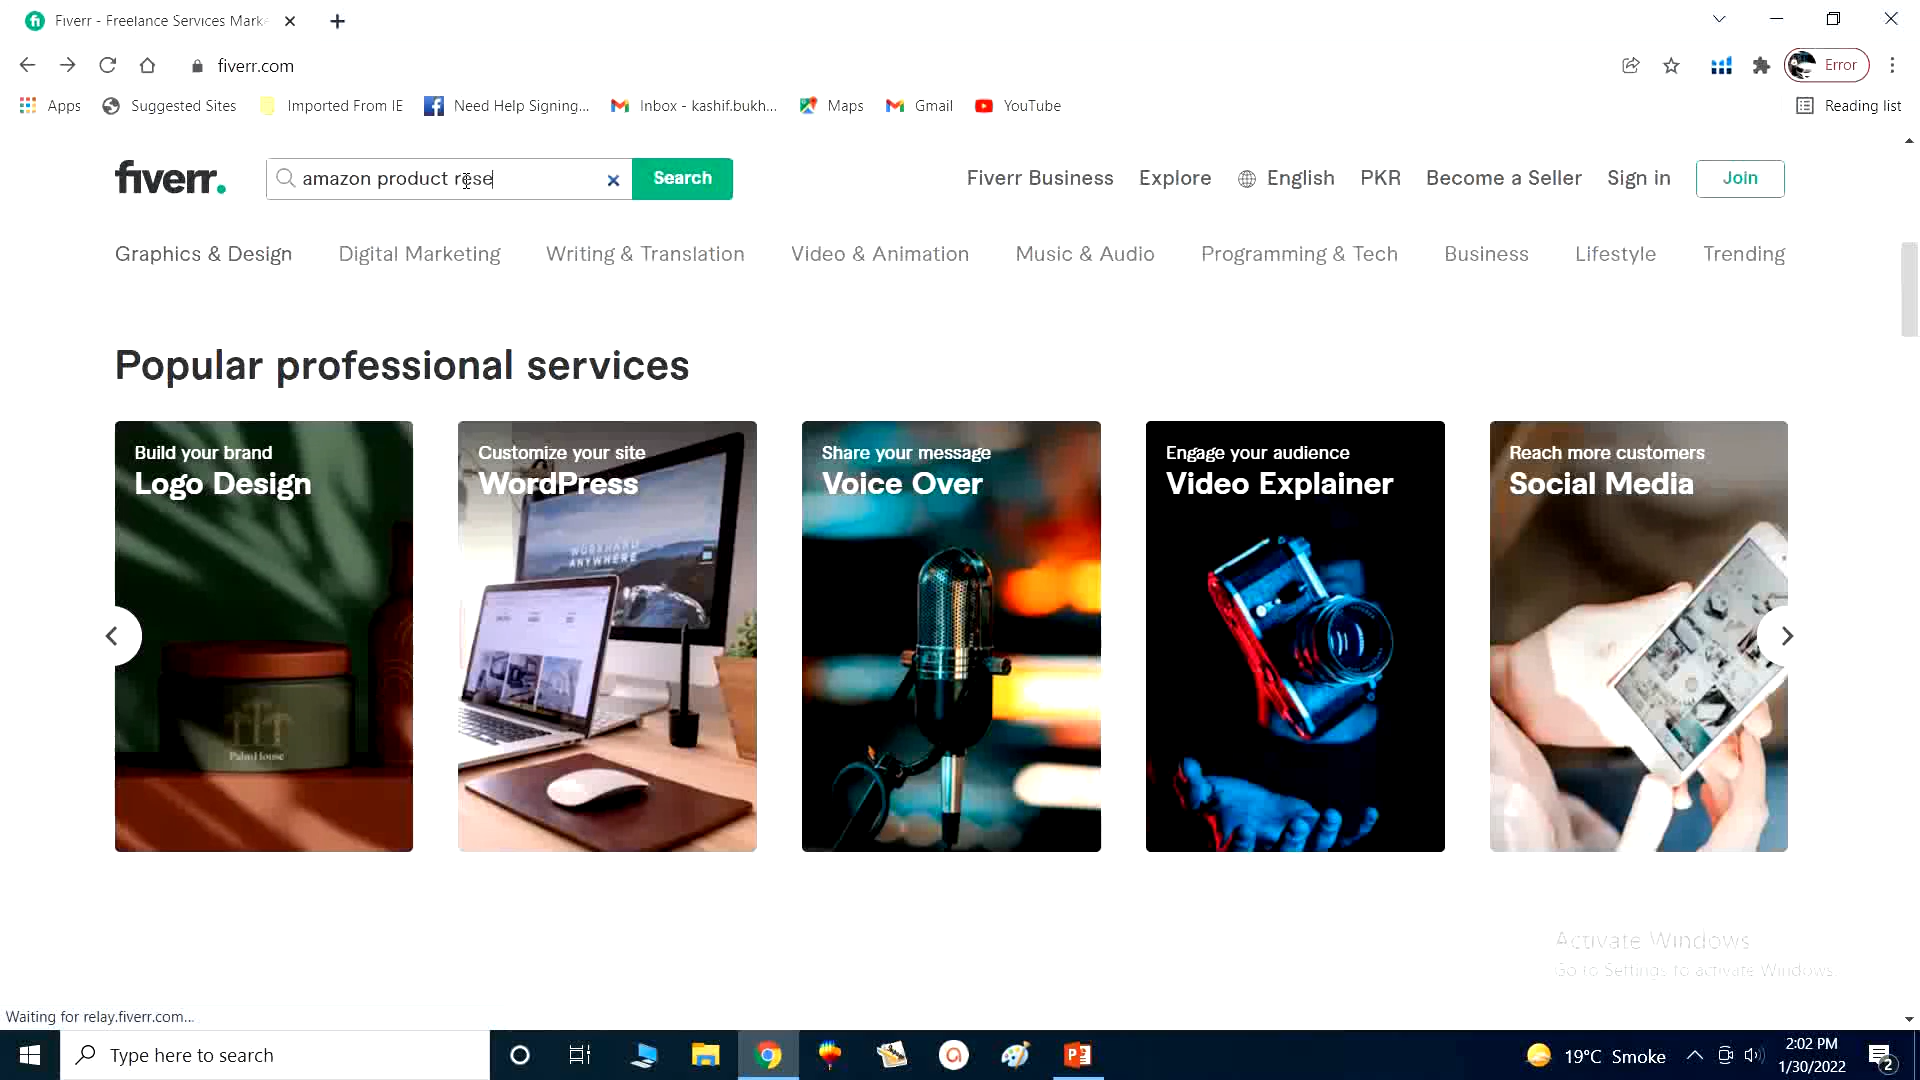 Fiverr - Freelance Services Mark
fiverr.com
Error
Apps
Suggested Sites
Imported From IE
Need Help Signing...
Inbox - kashif.bukh...
Maps
Gmail
YouTube
Reading list
fiverr.
amazon product rese
Search
Fiverr Business
Explore
English
PKR
Become a Seller
Sign in
Join
Graphics & Design
Digital Marketing
Writing & Translation
Video & Animation
Music & Audio
Programming & Tech
Business
Lifestyle
Trending
Popular professional services
Build your brand
Logo Design
PalmHouse
Customize your site
WordPress
WORK HARD
ANYWHERE
Share your message
Voice Over
Engage your audience
Video Explainer
Reach more customers
Social Media
Activate Windows
Go to Settings to activate Windows.
Waiting for relay.fiverr.com...
Type here to search
19°C Smoke
2:02 PM
1/30/2022
2